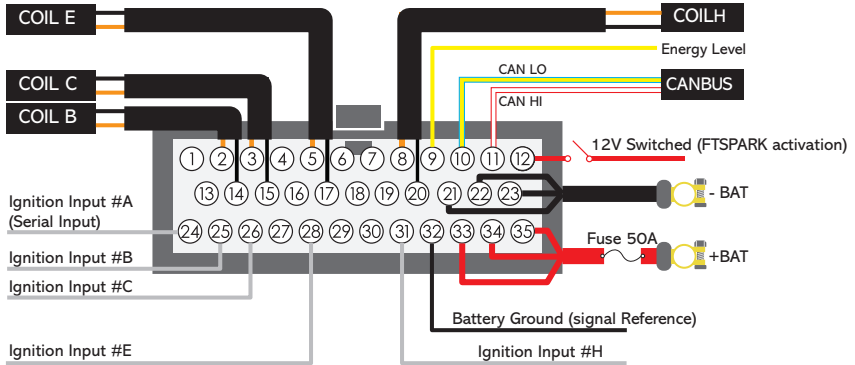 COIL E
COILH
Energy Level
COIL C
CAN LO
CANBUS
COIL B
CAN HI
12V Switched (FTSPARK activation)
1 2 3 4 5 6 7 8 9 10 11 12
13 14 15 16 17 18 19 20 21 22 23
- BAT
Ignition Input #A
(Serial Input)
24 25 26 27 28 29 30 31 32 33 34 35
Fuse 50A
+BAT
Ignition Input #B
Ignition Input #C
Battery Ground (signal Reference)
Ignition Input #E
Ignition Input #H